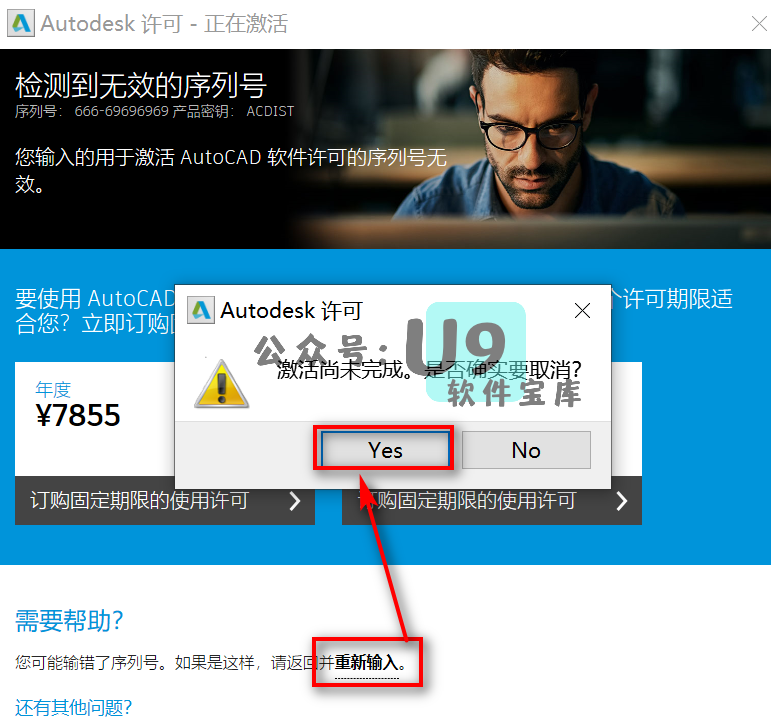 Autodesk 许可 - 正在激活
检测到无效的序列号
序列号： 666-69696969 产品密钥： ACDIST
您输入的用于激活 AutoCAD 软件许可的序列号无
效。
要使用 AutoCAD
个许可期限适
合您？立即订购
Autodesk 许可
公众号：U9
软件宝库
激活尚未完成。是否确实要取消?
Yes
No
年度
¥7855
订购固定期限的使用许可
购固定期限的使用许可
需要帮助?
您可能输错了序列号。如果是这样，请返回并重新输入。
还有其他问题?